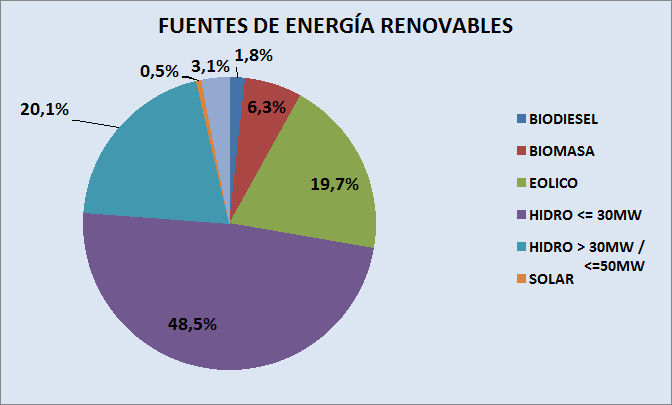 FUENTES DE ENERGÍA RENOVABLES
1,8%
3,1%
0,5%
6,3%
20,1%
19,7%
48,5%
BIODIESEL
BIOMASA
EOLICO
HIDRO <= 30MW
HIDRO > 30MW /
<=50MW
SOLAR